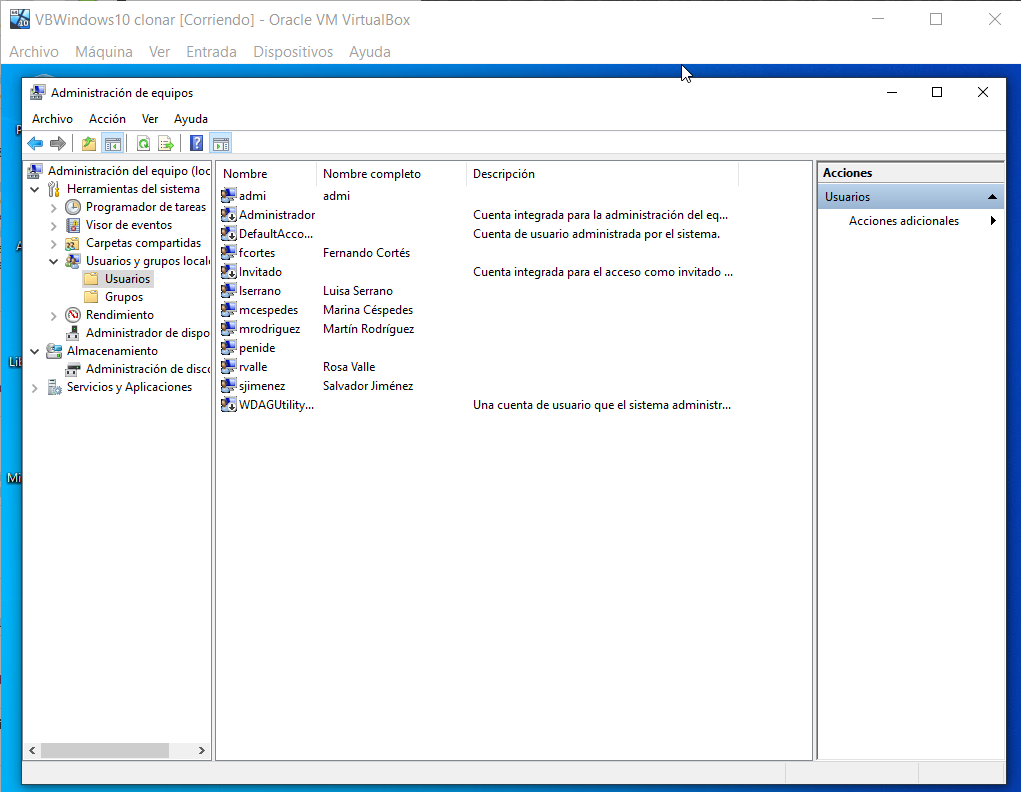 VBWindows10 clonar [Corriendo] - Oracle VM VirtualBox
Archivo Máquina Ver Entrada Dispositivos Ayuda
Administración de equipos
Archivo Acción Ver Ayuda
Administración del equipo (loc
Herramientas del sistema
Programador de tareas
Visor de eventos
Carpetas compartidas
Usuarios y grupos locale
Usuarios
Grupos
Rendimiento
Administrador de dispo
Almacenamiento
Administración de disco
Servicios y Aplicaciones
Nombre Nombre completo Descripción
admi admi
Administrador Cuenta integrada para la administración del eq...
DefaultAcco... Cuenta de usuario administrada por el sistema.
fcortes Fernando Cortés
Invitado Cuenta integrada para el acceso como invitado ...
lserrano Luisa Serrano
mcespedes Marina Céspedes
mrodriguez Martín Rodríguez
penide
rvalle Rosa Valle
sjimenez Salvador Jiménez
WDAGUtility... Una cuenta de usuario que el sistema administr...
Acciones
Usuarios
Acciones adicionales